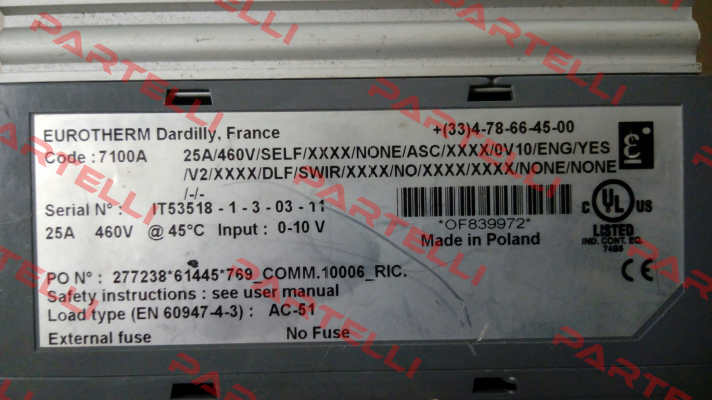 EUROTHERM Dardilly, France +(33)4-78-66-45-00
Code : 7100A 25A/460V/SELF/XXXX/NONE/ASC/XXXX/0V10/ENG/YES
/V2/XXXX/DLF/SWIR/XXXX/NO/XXXX/XXXX/NONE/NONE
/-/-
Serial N° : IT53518 - 1 - 3 - 03 - 11
*OF839972*
25A 460V @ 45°C Input : 0-10 V
Made in Poland
C UL US
LISTED
IND. CONT. EQ.
74B5
CE
PO N° : 277238*61445*769_COMM.10006_RIC.
Safety instructions : see user manual
Load type (EN 60947-4-3) : AC-51
External fuse No Fuse
PARTELLI
PARTELLI
PARTELLI
PARTELLI
PARTELLI
PARTELLI